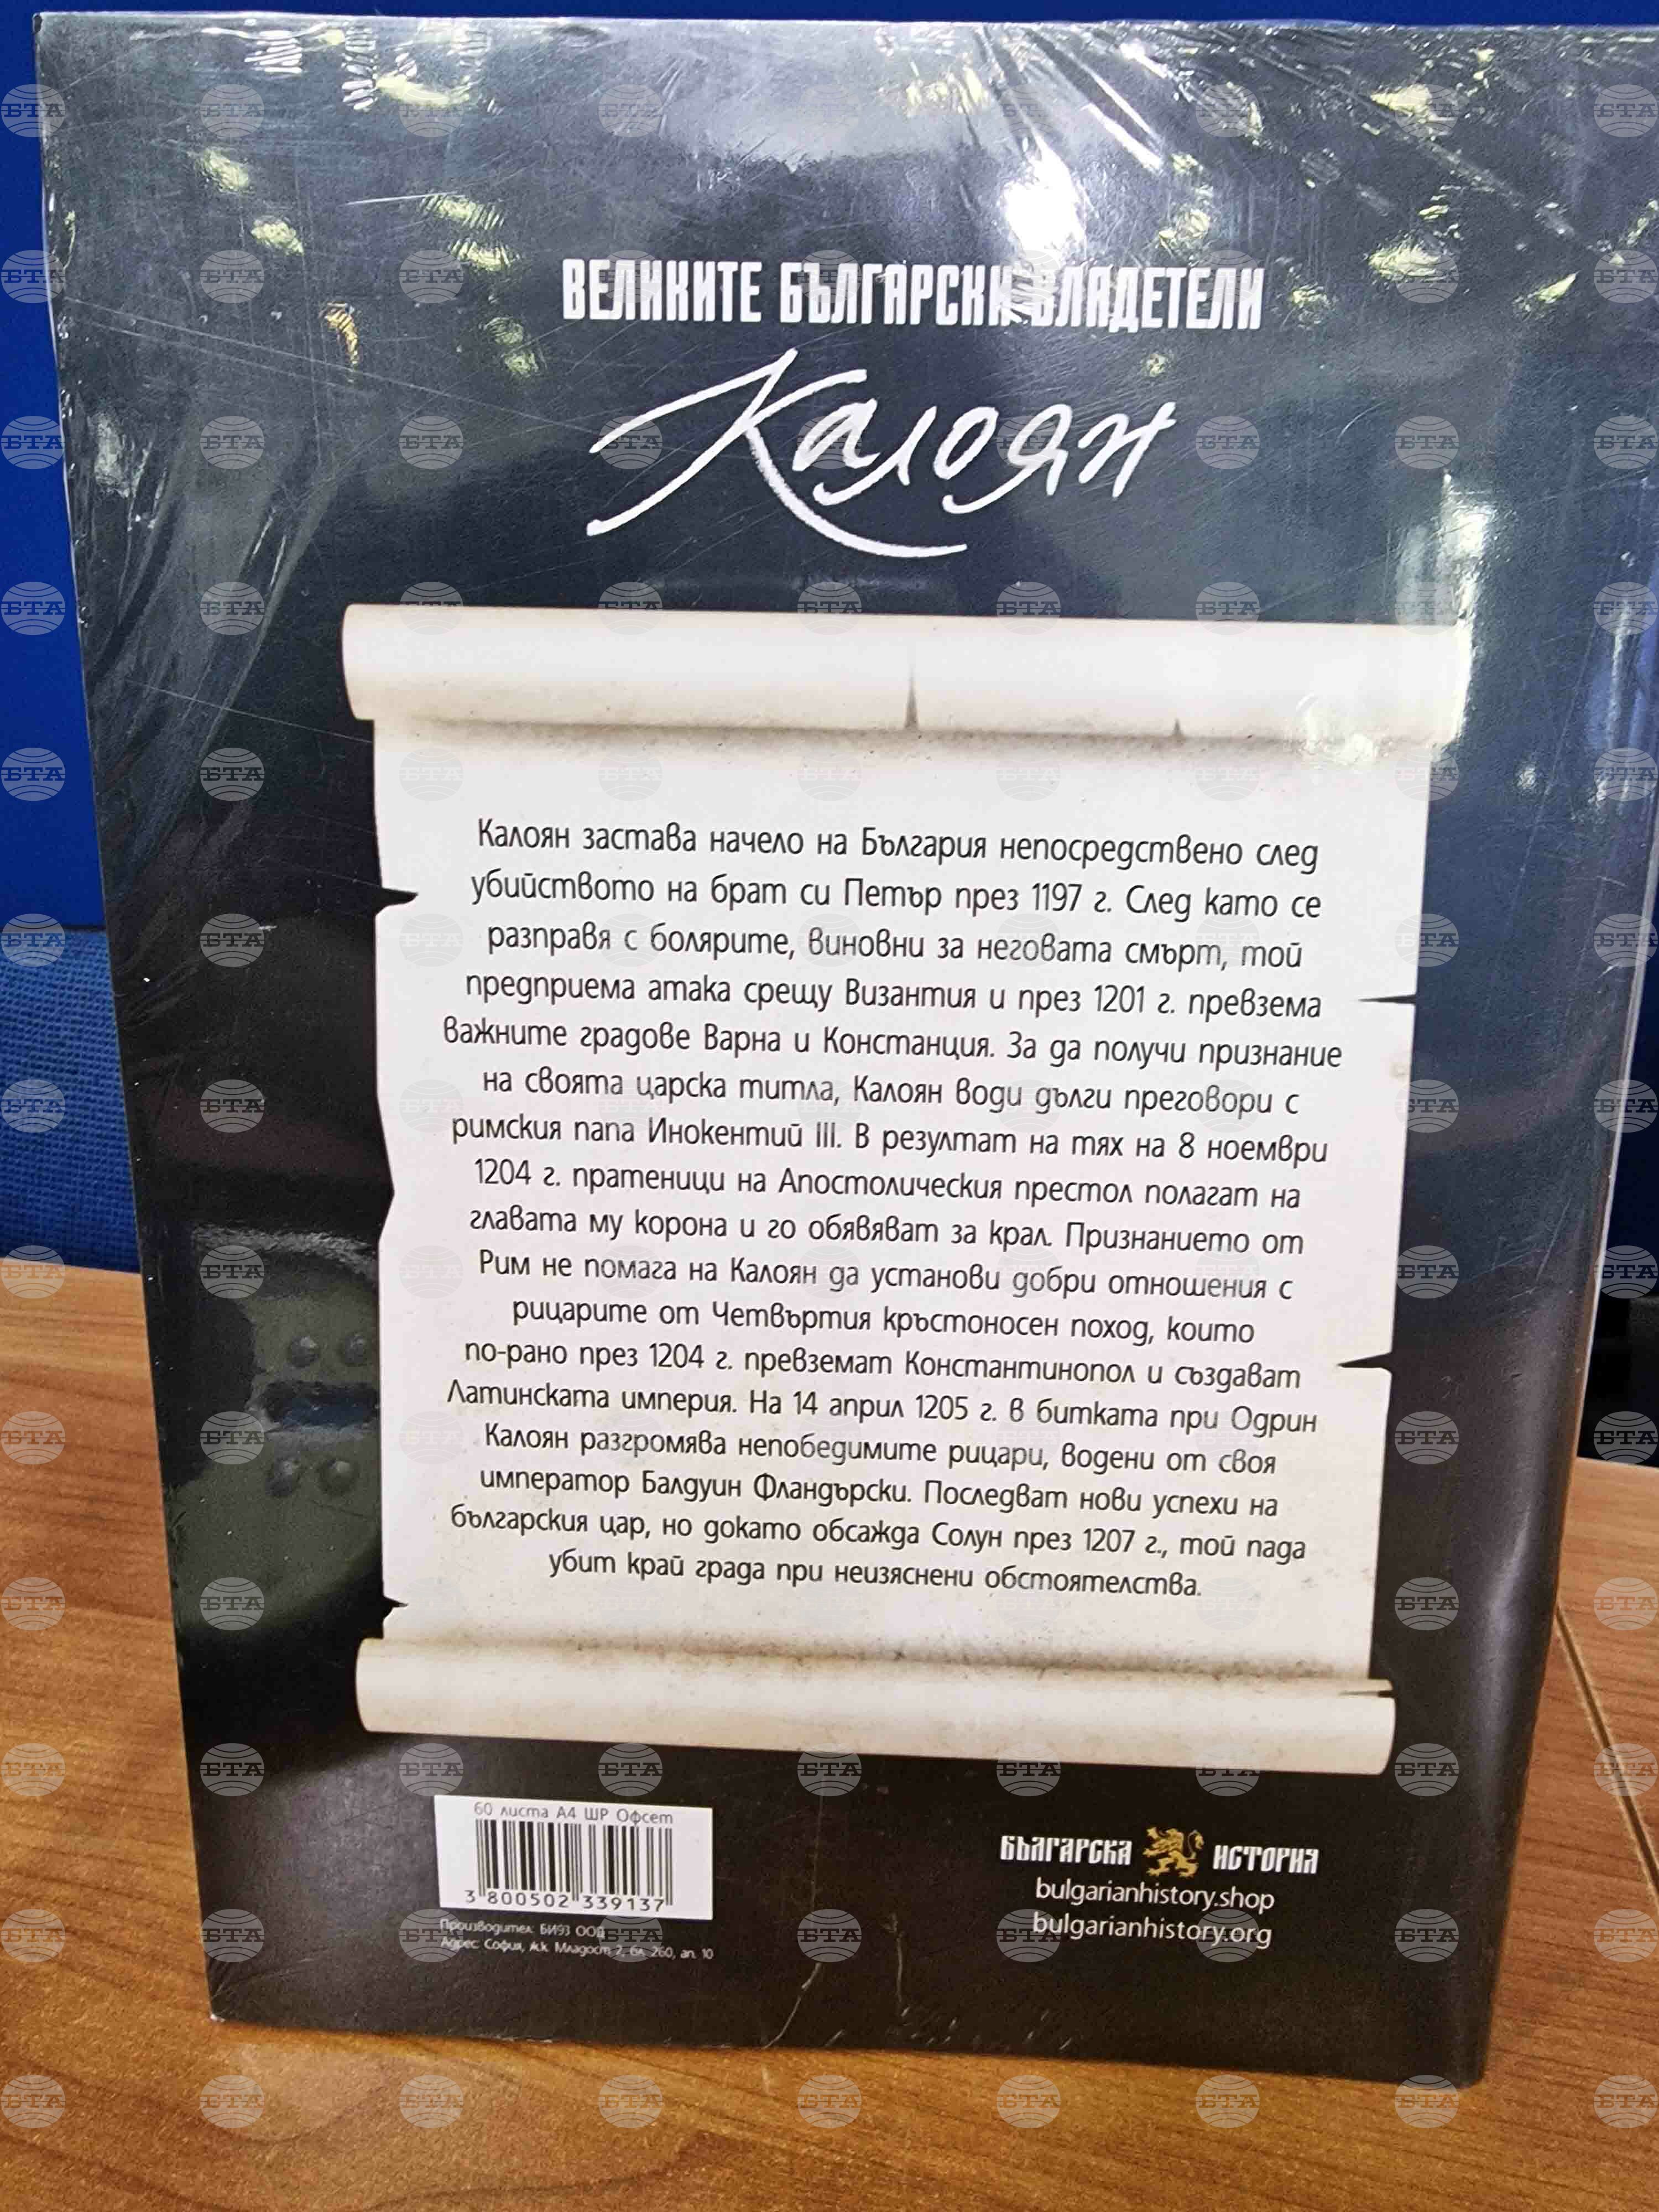 ВЕЛИКИТЕ БЪЛГАРСКИ ВЛАДЕТЕЛИ
Калоян
Калоян застава начело на България непосредствено след
убийството на брат си Петър през 1197 г. След като се
разправя с болярите, виновни за неговата смърт, той
предприема атака срещу Византия и през 1201 г. превзема
важните градове Варна и Констанция. За да получи признание
на своята царска титла, Калоян води дълги преговори с
римския папа Инокентий III. В резултат на тях на 8 ноември
1204 г. пратеници на Апостолическия престол полагат на
главата му корона и го обявяват за крал. Признанието от
Рим не помага на Калоян да установи добри отношения с
рицарите от Четвъртия кръстоносен поход, които
по-рано през 1204 г. превземат Константинопол и създават
Латинската империя. На 14 април 1205 г. в битката при Одрин
Калоян разгромява непобедимите рицари, водени от своя
император Балдуин Фландърски. Последват нови успехи на
българския цар, но докато обсажда Солун през 1207 г., той пада
убит край града при неизяснени обстоятелства.
60 листа А4 ШР Офсет
3 800502 339137
Производител: БИ93 ООД
Адрес: София, ж.к. Младост 2, бл. 260, ап. 10
БЪЛГАРСКА ИСТОРИЯ
bulgarianhistory.shop
bulgarianhistory.org
БТА